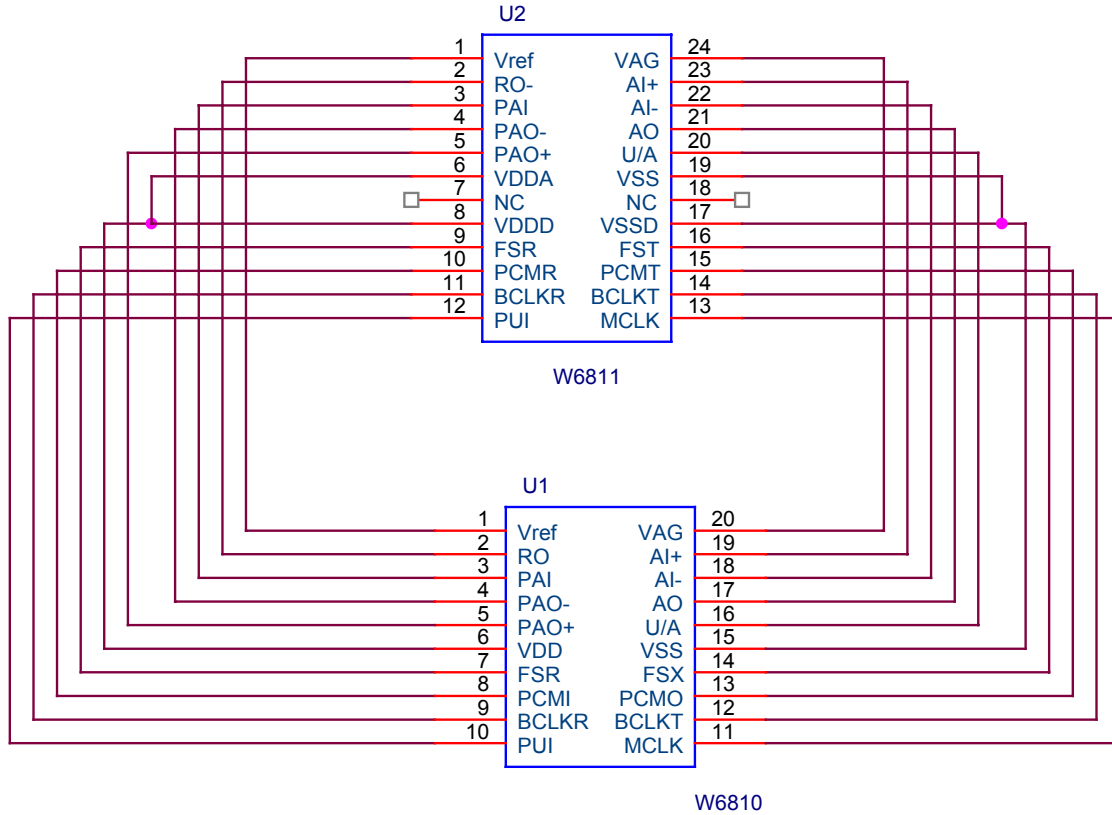 U2
1 Vref VAG 24
2 RO- AI+ 23
3 PAI AI- 22
4 PAO- AO 21
5 PAO+ U/A 20
6 VDDA VSS 19
7 NC NC 18
8 VDDD VSSD 17
9 FSR FST 16
10 PCMR PCMT 15
11 BCLKR BCLKT 14
12 PUI MCLK 13
W6811
U1
1 Vref VAG 20
2 RO AI+ 19
3 PAI AI- 18
4 PAO- AO 17
5 PAO+ U/A 16
6 VDD VSS 15
7 FSR FSX 14
8 PCMI PCMO 13
9 BCLKR BCLKT 12
10 PUI MCLK 11
W6810